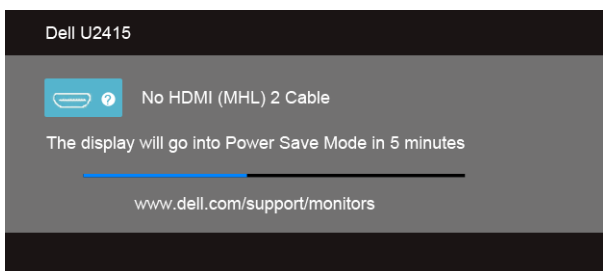 Dell U2415
No HDMI (MHL) 2 Cable
The display will go into Power Save Mode in 5 minutes
www.dell.com/support/monitors